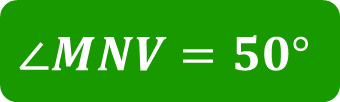 ∠MNV = 50°